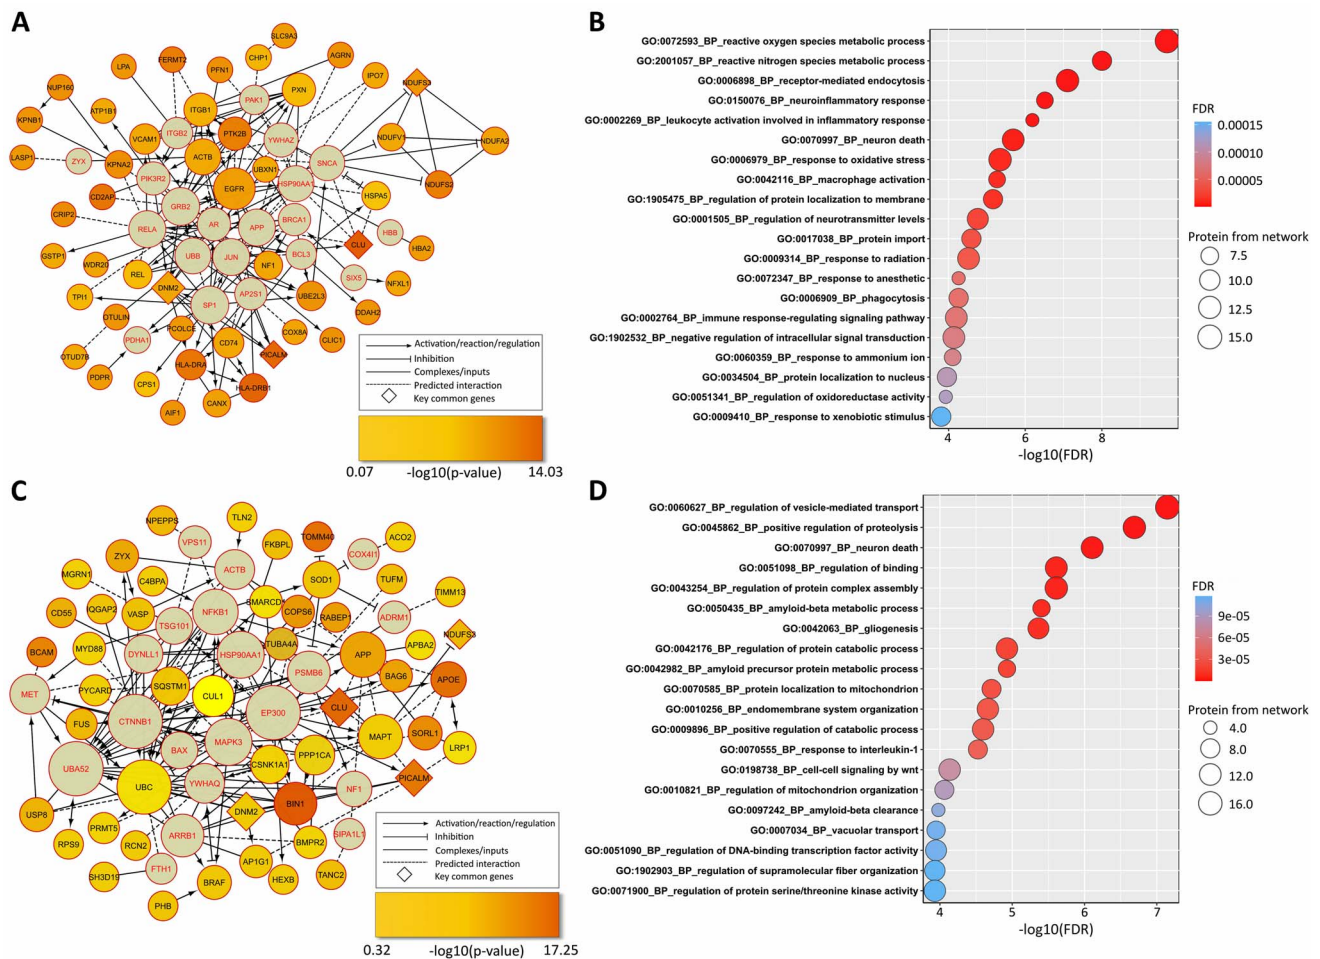 A
SLC9A3
FERMT2
CHP1
AGRN
LPA
PFN1
IPO7
NUP160
PAK1
PXN
NDUFS3
ATP1B1
ITGB1
KPNB1
ITGB2
PTK2B
YWHAZ
NDUFV1
NDUFA2
VCAM1
LASP1
ZYX
KPNA2
ACTB
UBXN1
SNCA
PIK3R2
EGFR
HSP90AA1
HSPA5
NDUFS2
CD2AP
GRB2
CRIP2
RELA
AR
APP
BRCA1
HBB
CLU
HBA2
GSTP1
WDR20
UBB
JUN
BCL3
NF1
REL
SIX5
NFXL1
TPI1
DNM2
SP1
AP2S1
UBE2L3
DDAH2
OTULIN
PCOLCE
COX8A
PDHA1
CD74
CLIC1
OTUD7B
HLA-DRA
PICALM
PDPR
CPS1
HLA-DRB1
AIF1
CANX
Activation/reaction/regulation
Inhibition
Complexes/inputs
Predicted interaction
Key common genes
0.07 -log10(p-value) 14.03
B
GO:0072593_BP_reactive oxygen species metabolic process
GO:2001057_BP_reactive nitrogen species metabolic process
GO:0006898_BP_receptor-mediated endocytosis
GO:0150076_BP_neuroinflammatory response
GO:0002269_BP_leukocyte activation involved in inflammatory response
GO:0070997_BP_neuron death
GO:0006979_BP_response to oxidative stress
GO:0042116_BP_macrophage activation
GO:1905475_BP_regulation of protein localization to membrane
GO:0001505_BP_regulation of neurotransmitter levels
GO:0017038_BP_protein import
GO:0009314_BP_response to radiation
GO:0072347_BP_response to anesthetic
GO:0006909_BP_phagocytosis
GO:0002764_BP_immune response-regulating signaling pathway
GO:1902532_BP_negative regulation of intracellular signal transduction
GO:0060359_BP_response to ammonium ion
GO:0034504_BP_protein localization to nucleus
GO:0051341_BP_regulation of oxidoreductase activity
GO:0009410_BP_response to xenobiotic stimulus
4 6 8
-log10(FDR)
FDR
0.00015
0.00010
0.00005
Protein from network
7.5
10.0
12.5
15.0
C
NPEPPS
TLN2
VPS11
FKBPL
TOMM40
COX4I1
ACO2
ZYX
MGRN1
C4BPA
ACTB
SOD1
TUFM
TIMM13
CD55
IQGAP2
VASP
NFKB1
SMARCD1
COPS6
RABEP1
ADRM1
TSG101
NDUFS3
MYD88
DYNLL1
HSP90AA1
TUBA4A
APP
APBA2
BCAM
PSMB6
BAG6
APOE
MET
PYCARD
SQSTM1
CUL1
CLU
FUS
CTNNB1
EP300
MAPT
SORL1
LRP1
BAX
MAPK3
PPP1CA
UBA52
CSNK1A1
UBC
YWHAQ
NF1
PICALM
USP8
DNM2
BIN1
PRMT5
ARRB1
SIPA1L1
RPS9
RCN2
BMPR2
FTH1
AP1G1
SH3D19
BRAF
HEXB
TANC2
PHB
Activation/reaction/regulation
Inhibition
Complexes/inputs
Predicted interaction
Key common genes
0.32 -log10(p-value) 17.25
D
GO:0060627_BP_regulation of vesicle-mediated transport
GO:0045862_BP_positive regulation of proteolysis
GO:0070997_BP_neuron death
GO:0051098_BP_regulation of binding
GO:0043254_BP_regulation of protein complex assembly
GO:0050435_BP_amyloid-beta metabolic process
GO:0042063_BP_gliogenesis
GO:0042176_BP_regulation of protein catabolic process
GO:0042982_BP_amyloid precursor protein metabolic process
GO:0070585_BP_protein localization to mitochondrion
GO:0010256_BP_endomembrane system organization
GO:0009896_BP_positive regulation of catabolic process
GO:0070555_BP_response to interleukin-1
GO:0198738_BP_cell-cell signaling by wnt
GO:0010821_BP_regulation of mitochondrion organization
GO:0097242_BP_amyloid-beta clearance
GO:0007034_BP_vacuolar transport
GO:0051090_BP_regulation of DNA-binding transcription factor activity
GO:1902903_BP_regulation of supramolecular fiber organization
GO:0071900_BP_regulation of protein serine/threonine kinase activity
4 5 6 7
-log10(FDR)
FDR
9e-05
6e-05
3e-05
Protein from network
4.0
8.0
12.0
16.0